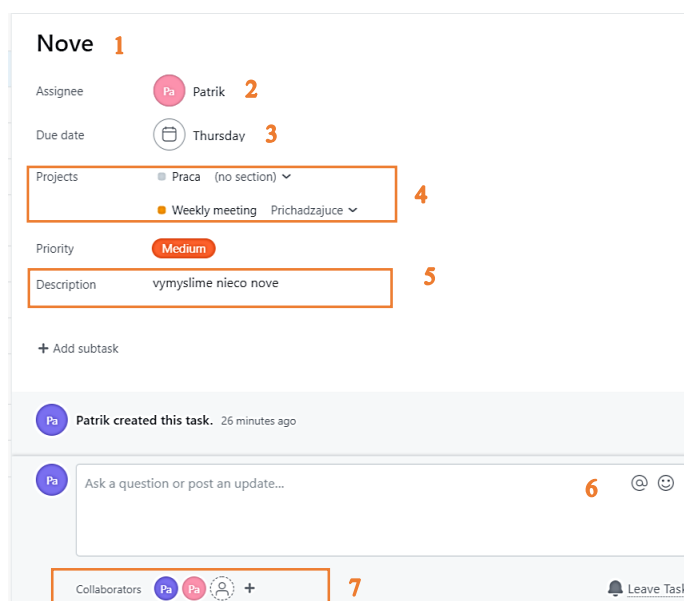 Nove 1
Assignee Pa Patrik 2
Due date Thursday 3
Projects Praca (no section)
Weekly meeting Prichadzajuce
4
Priority Medium
Description vymyslime nieco nove
5
+ Add subtask
Pa Patrik created this task. 26 minutes ago
Pa Ask a question or post an update... 6 @
Collaborators Pa Pa + 7 Leave Task